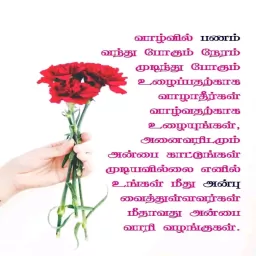 வாழ்வில் பணம்
வந்து போகும் நேரம்
முடிந்து போகும்
உழைப்பதற்காக
வாழாதீர்கள்
வாழ்வதற்காக
உழையுங்கள்,
அனைவரிடமும்
அன்பை காட்டுங்கள்
முடியவில்லை எனில்
உங்கள் மீது அன்பு
வைத்துள்ளவர்கள்
மீதாவது அன்பை
வாரி வழங்குகள்.